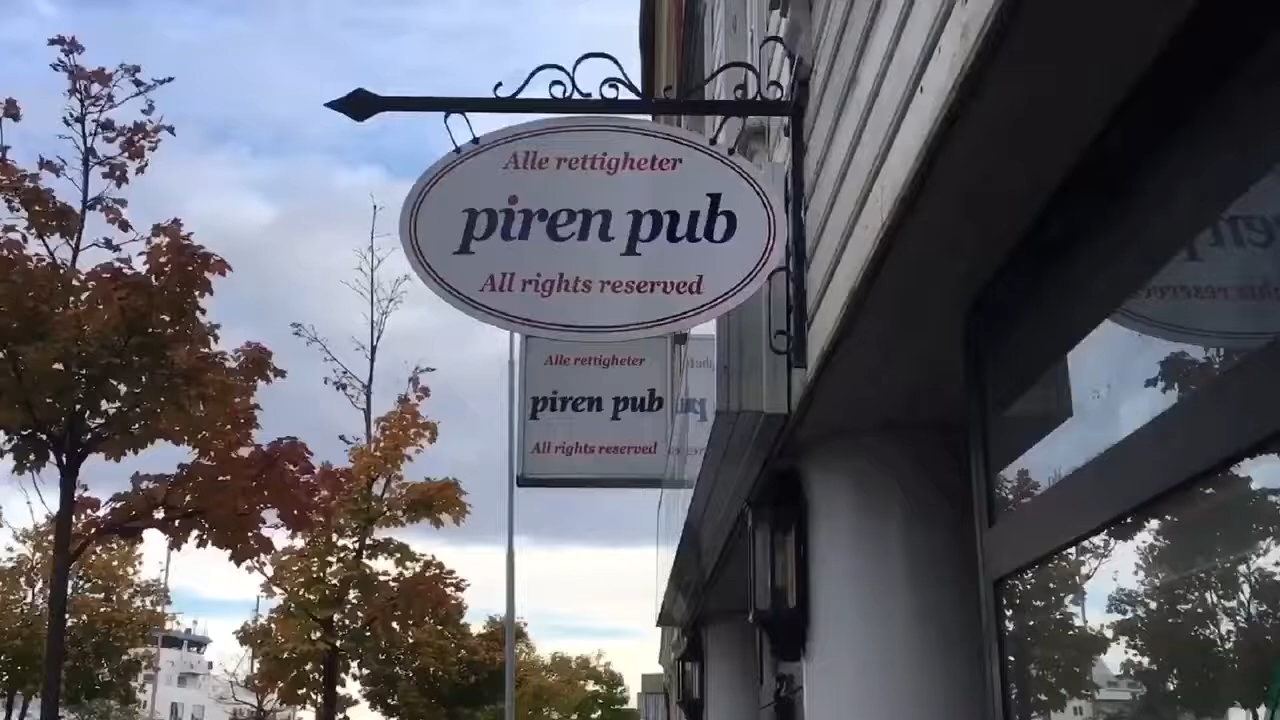 Alle rettigheter
piren pub
All rights reserved
Alle rettigheter
piren pub
All rights reserved